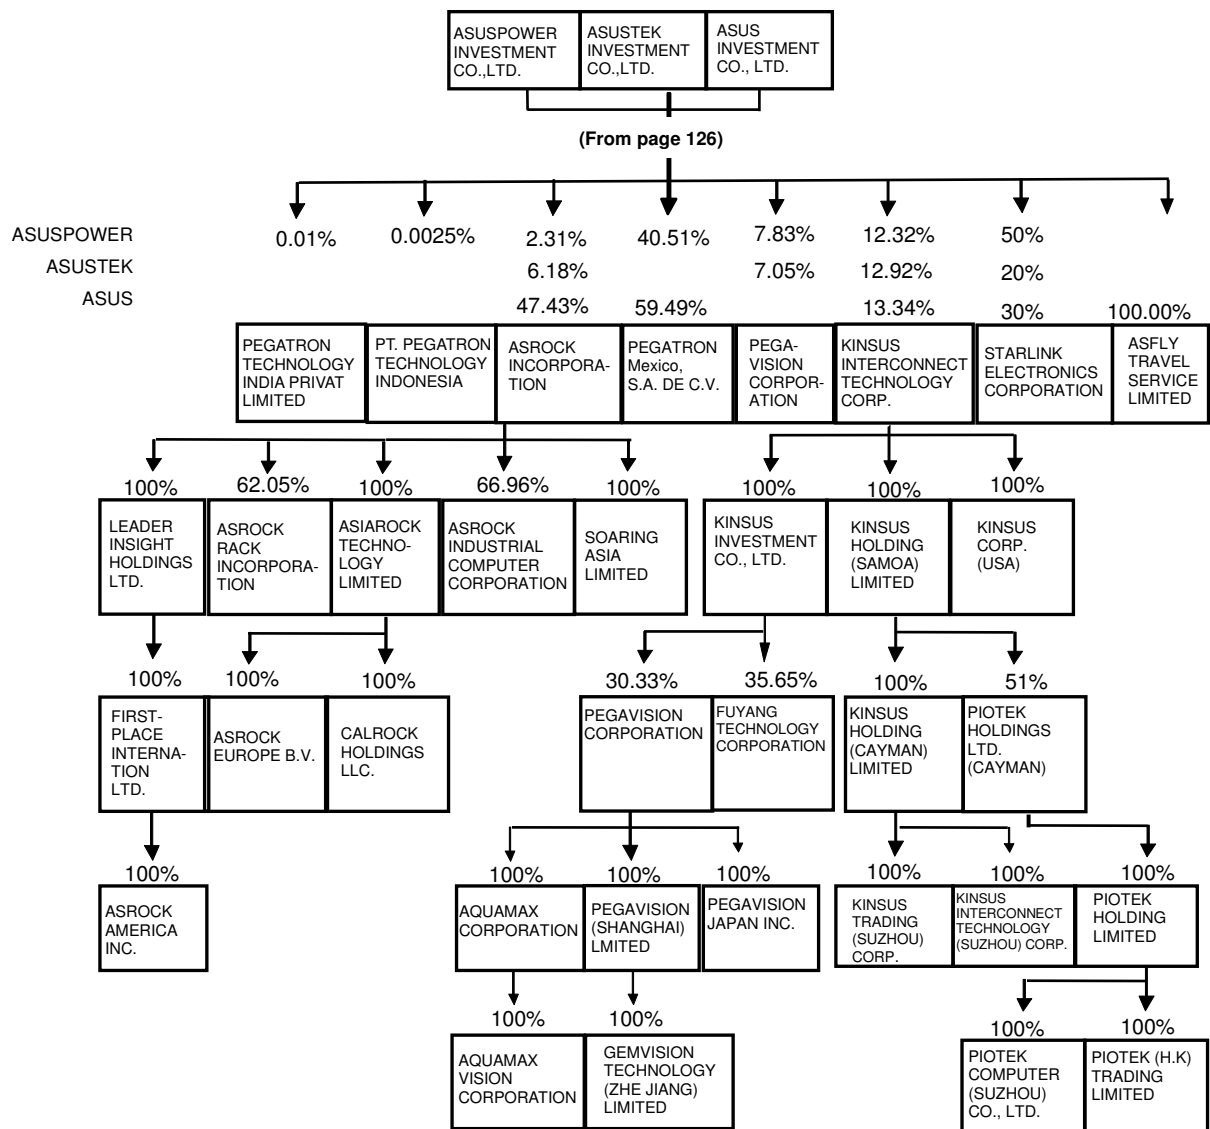 ASUSPOWER
INVESTMENT
CO.,LTD.
ASUSTEK
INVESTMENT
CO.,LTD.
ASUS
INVESTMENT
CO., LTD.
(From page 126)
ASUSPOWER
0.01%
0.0025%
2.31%
40.51%
7.83%
12.32%
50%
ASUSTEK
6.18%
7.05%
12.92%
20%
ASUS
47.43%
59.49%
13.34%
30%
100.00%
PEGATRON
TECHNOLOGY
INDIA PRIVAT
LIMITED
PT. PEGATRON
TECHNOLOGY
INDONESIA
ASROCK
INCORPORA-
TION
PEGATRON
Mexico,
S.A. DE C.V.
PEGA-
VISION
CORPOR-
ATION
KINSUS
INTERCONNECT
TECHNOLOGY
CORP.
STARLINK
ELECTRONICS
CORPORATION
ASFLY
TRAVEL
SERVICE
LIMITED
100%
62.05%
100%
66.96%
100%
100%
100%
100%
LEADER
INSIGHT
HOLDINGS
LTD.
ASROCK
RACK
INCORPORA-
TION
ASIAROCK
TECHNO-
LOGY
LIMITED
ASROCK
INDUSTRIAL
COMPUTER
CORPORATION
SOARING
ASIA
LIMITED
KINSUS
INVESTMENT
CO., LTD.
KINSUS
HOLDING
(SAMOA)
LIMITED
KINSUS
CORP.
(USA)
100%
100%
100%
30.33%
35.65%
100%
51%
FIRST-
PLACE
INTERNA-
TION
LTD.
ASROCK
EUROPE B.V.
CALROCK
HOLDINGS
LLC.
PEGAVISION
CORPORATION
FUYANG
TECHNOLOGY
CORPORATION
KINSUS
HOLDING
(CAYMAN)
LIMITED
PIOTEK
HOLDINGS
LTD.
(CAYMAN)
100%
100%
100%
100%
100%
100%
100%
ASROCK
AMERICA
INC.
AQUAMAX
CORPORATION
PEGAVISION
(SHANGHAI)
LMITED
PEGAVISION
JAPAN INC.
KINSUS
TRADING
(SUZHOU)
CORP.
KINSUS
INTERCONNECT
TECHNOLOGY
(SUZHOU) CORP.
PIOTEK
HOLDING
LIMITED
100%
100%
100%
100%
AQUAMAX
VISION
CORPORATION
GEMVISION
TECHNOLOGY
(ZHE JIANG)
LIMITED
PIOTEK
COMPUTER
(SUZHOU)
CO., LTD.
PIOTEK (H.K)
TRADING
LIMITED